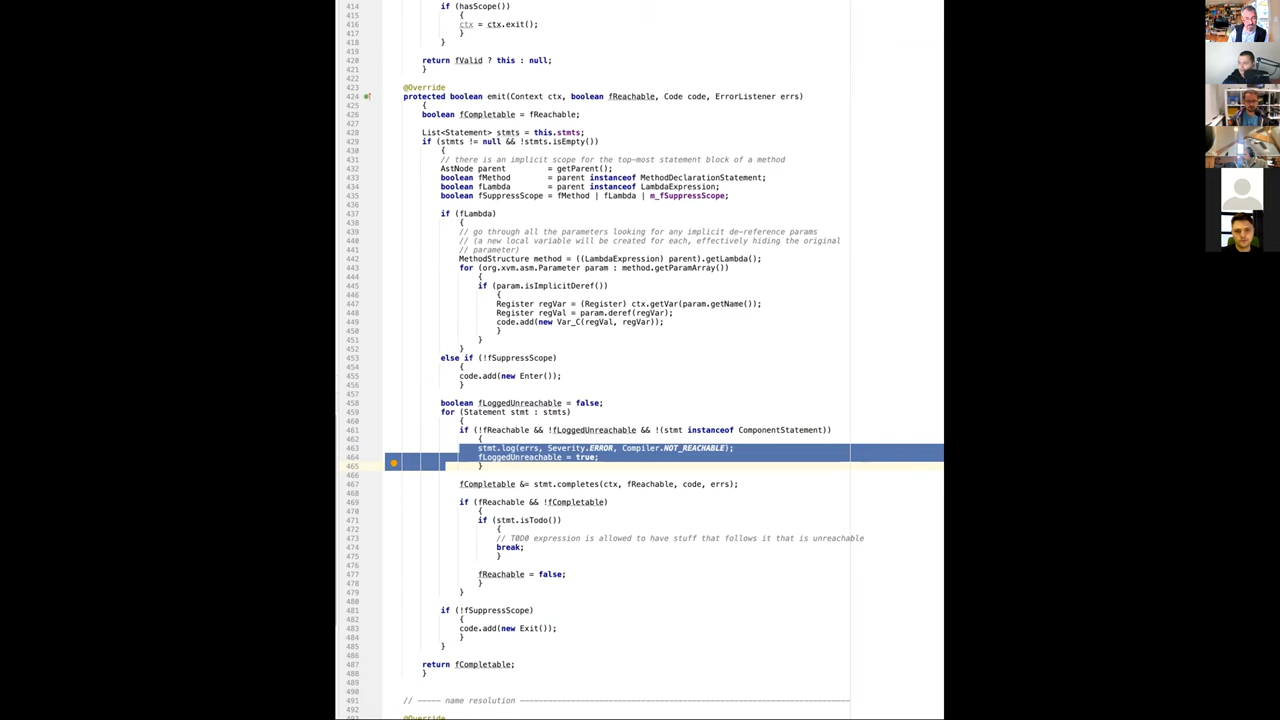 414 if (hasScope())
415 {
416 ctx = ctx.exit();
417 }
418 }
419
420 return fValid ? this : null;
421 }
422
423 @Override
424 protected boolean emit(Context ctx, boolean fReachable, Code code, ErrorListener errs)
425 {
426 boolean fCompletable = fReachable;
427
428 List<Statement> stmts = this.stmts;
429 if (stmts != null && !stmts.isEmpty())
430 {
431 // there is an implicit scope for the top-most statement block of a method
432 AstNode parent = getParent();
433 boolean fMethod = parent instanceof MethodDeclarationStatement;
434 boolean fLambda = parent instanceof LambdaExpression;
435 boolean fSuppressScope = fMethod | fLambda | m_fSuppressScope;
436
437 if (fLambda)
438 {
439 // go through all the parameters looking for any implicit de-reference params
440 // (a new local variable will be created for each, effectively hiding the original
441 // parameter)
442 MethodStructure method = ((LambdaExpression) parent).getLambda();
443 for (org.xvm.asm.Parameter param : method.getParamArray())
444 {
445 if (param.isImplicitDeref())
446 {
447 Register regVar = (Register) ctx.getVar(param.getName());
448 Register regVal = param.deref(regVar);
449 code.add(new Var_C(regVal, regVar));
450 }
451 }
452 }
453 else if (!fSuppressScope)
454 {
455 code.add(new Enter());
456 }
457
458 boolean fLoggedUnreachable = false;
459 for (Statement stmt : stmts)
460 {
461 if (!fReachable && !fLoggedUnreachable && !(stmt instanceof ComponentStatement))
462 {
463 stmt.log(errs, Severity.ERROR, Compiler.NOT_REACHABLE);
464 fLoggedUnreachable = true;
465 }
466
467 fCompletable &= stmt.completes(ctx, fReachable, code, errs);
468
469 if (fReachable && !fCompletable)
470 {
471 if (stmt.isTodo())
472 {
473 // T0D0 expression is allowed to have stuff that follows it that is unreachable
474 break;
475 }
476
477 fReachable = false;
478 }
479 }
480
481 if (!fSuppressScope)
482 {
483 code.add(new Exit());
484 }
485 }
486
487 return fCompletable;
488 }
489
490
491 // ----- name resolution -----------------------------------------------------------------------
492
493 @Override